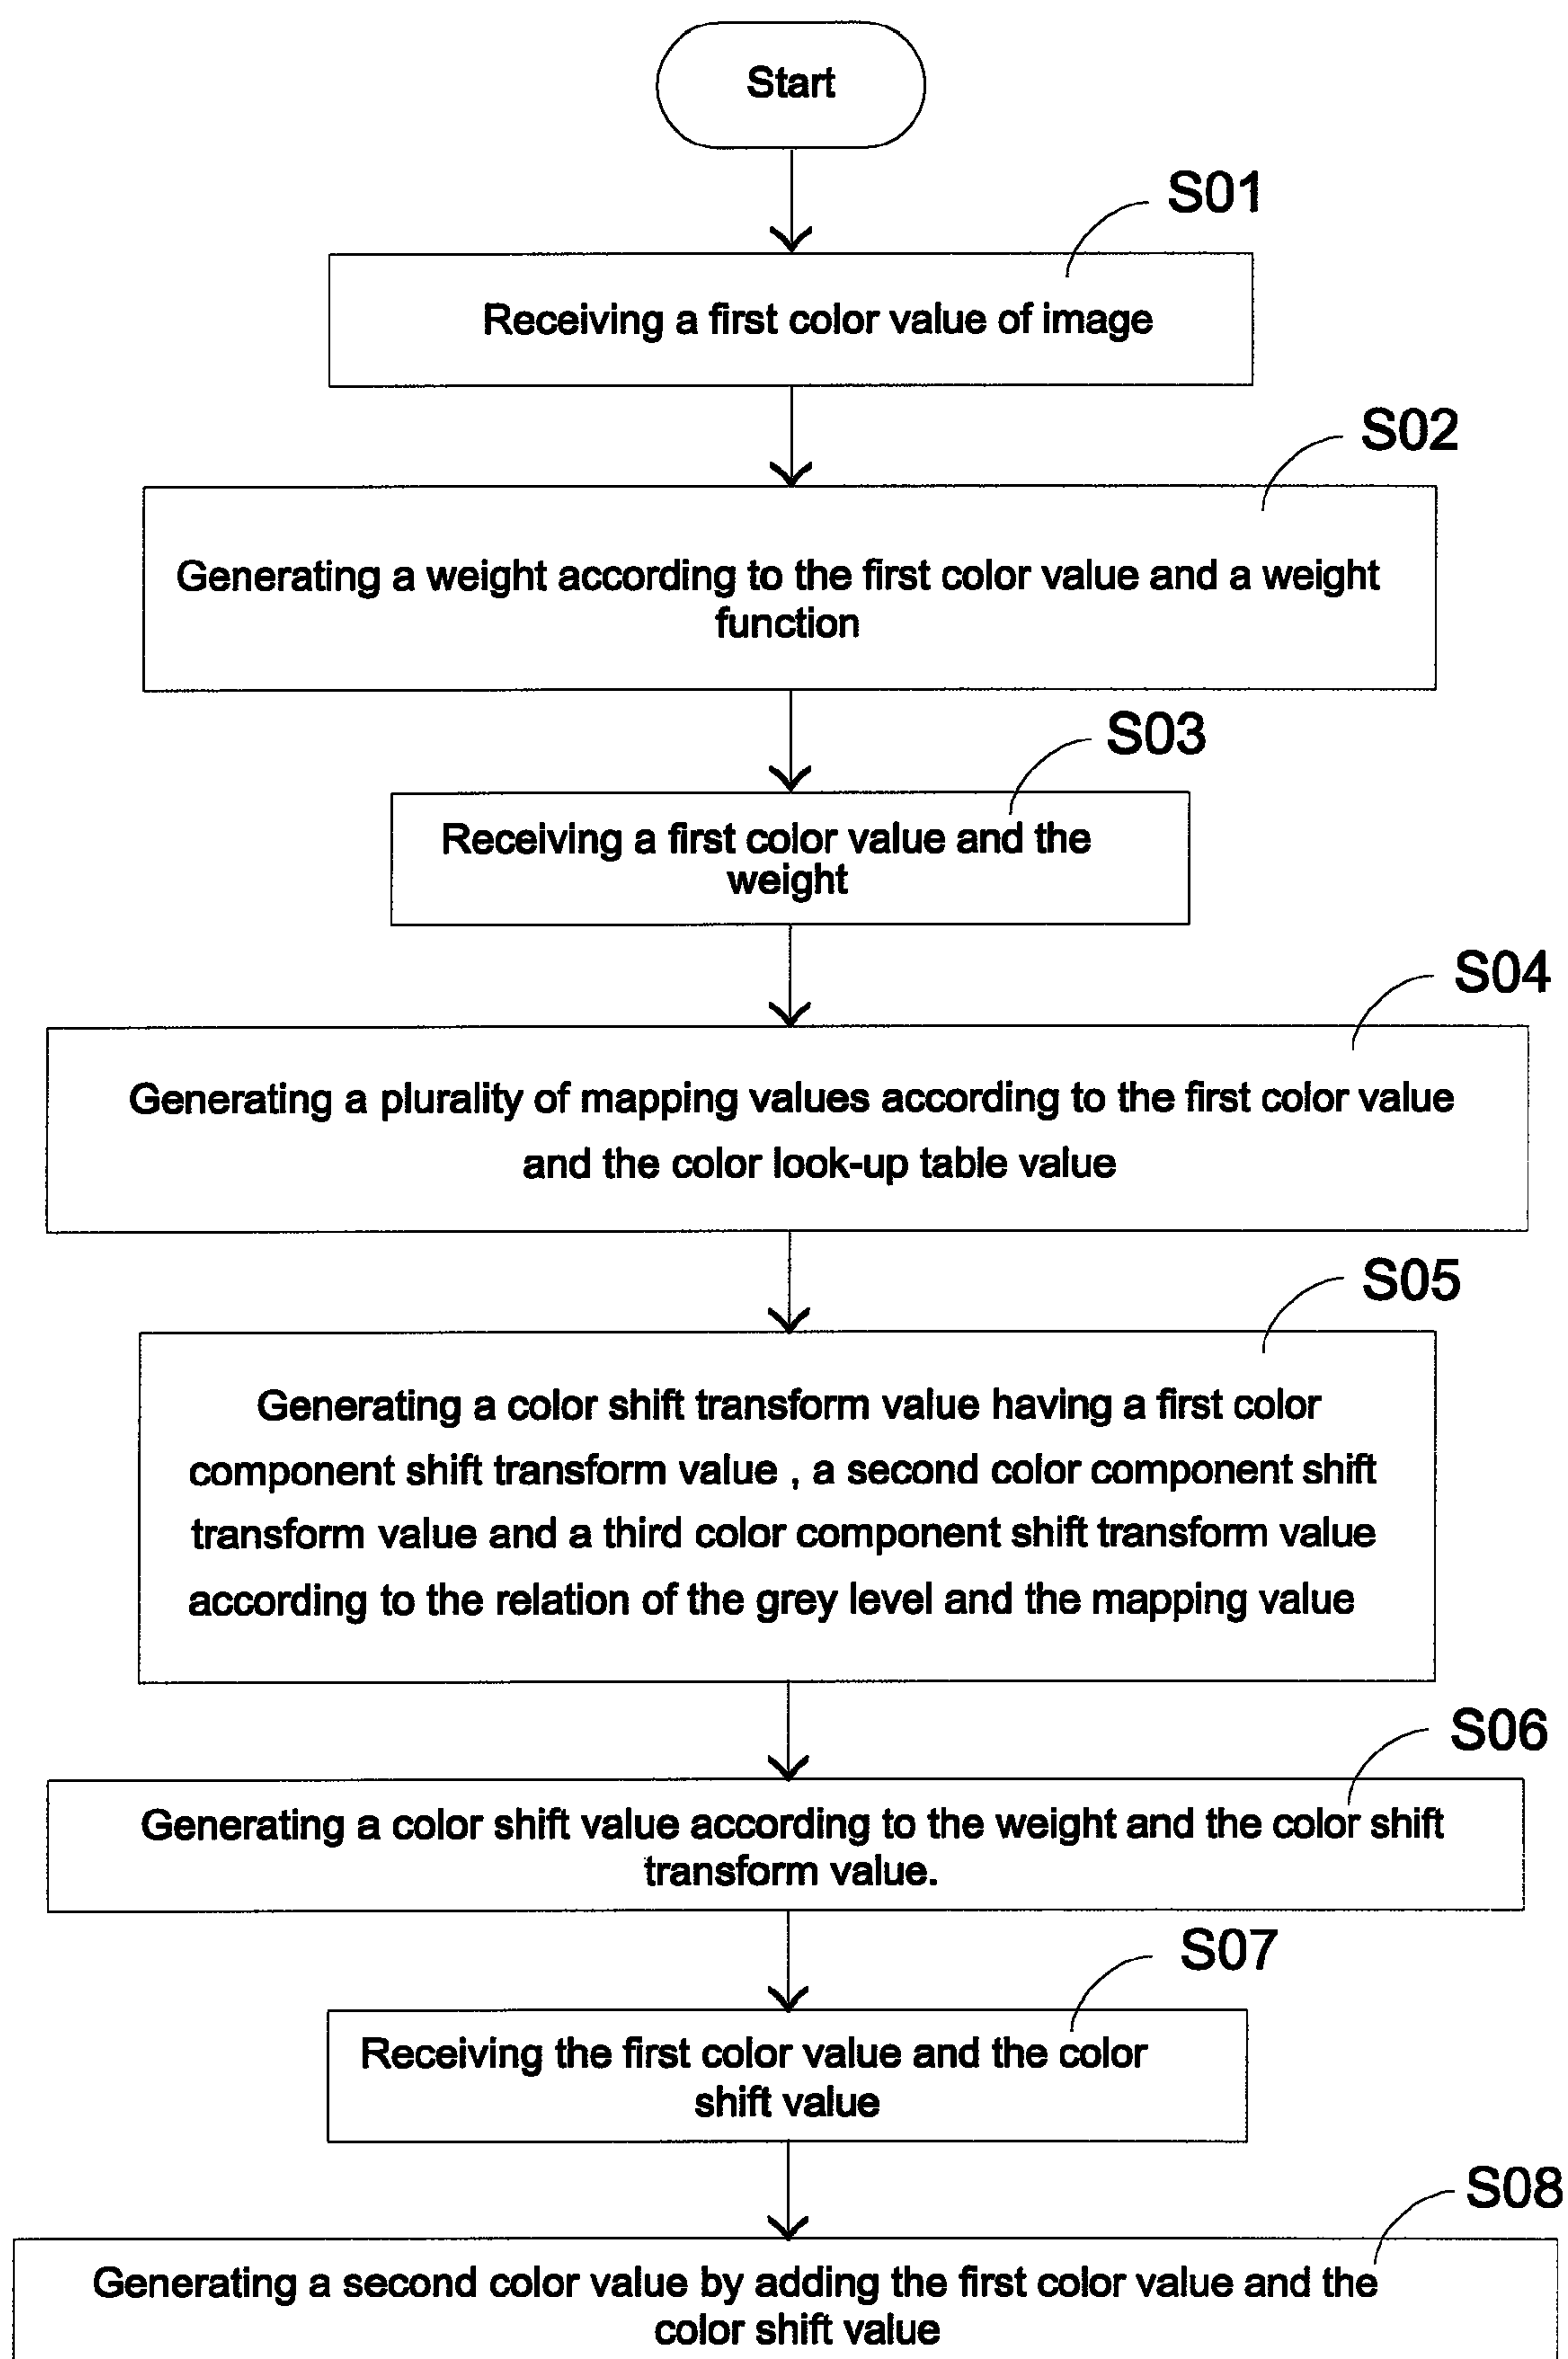 Start
S01
Receiving a first color value of image
S02
Generating a weight according to the first color value and a weight
function
S03
Receiving a first color value and the
weight
S04
Generating a plurality of mapping values according to the first color value
and the color look-up table value
S05
Generating a color shift transform value having a first color
component shift transform value , a second color component shift
transform value and a third color component shift transform value
according to the relation of the grey level and the mapping value
S06
Generating a color shift value according to the weight and the color shift
transform value.
S07
Receiving the first color value and the color
shift value
S08
Generating a second color value by adding the first color value and the
color shift value